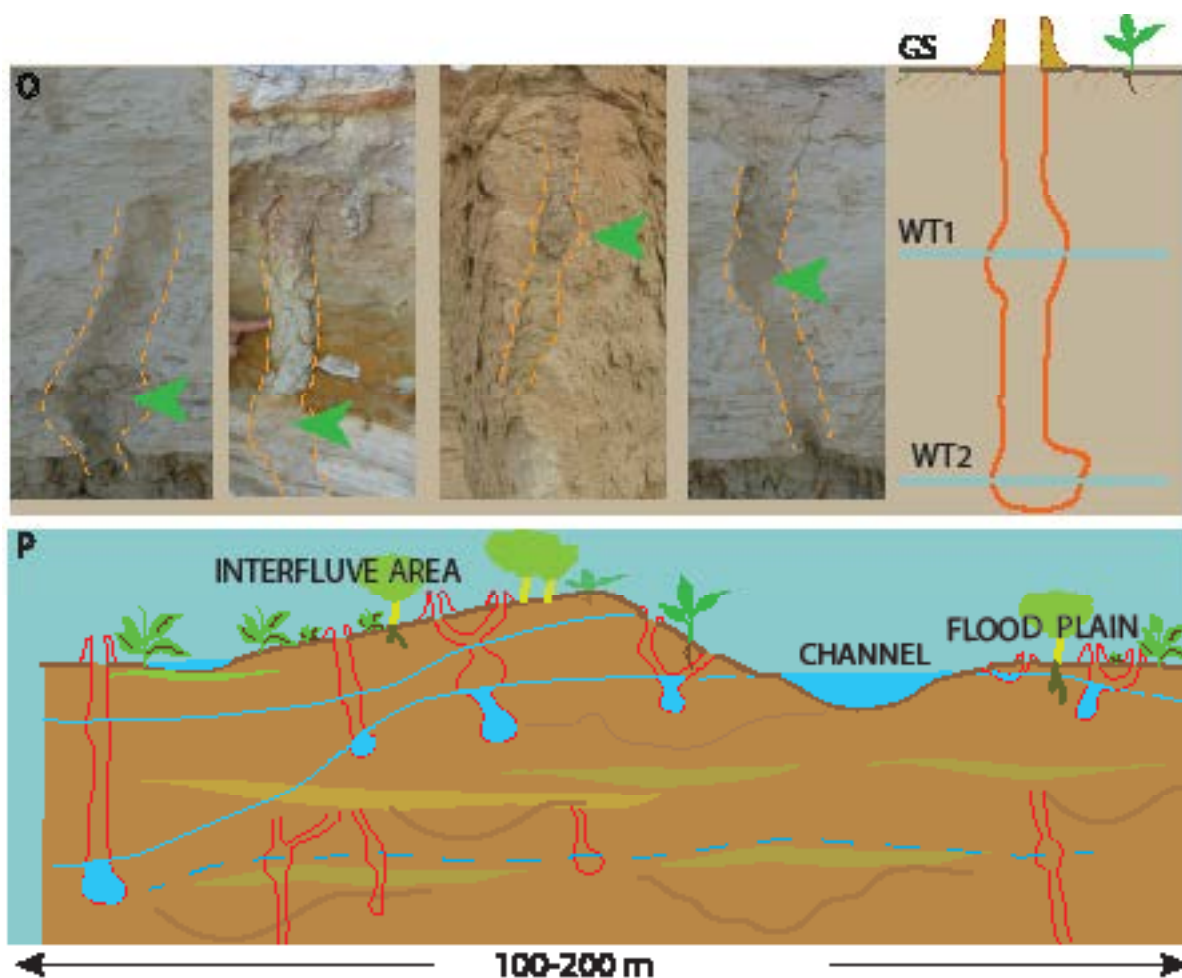 GS
O
WT1
WT2
P
INTERFLUVE AREA
FLOOD PLAIN
CHANNEL
100-200 m